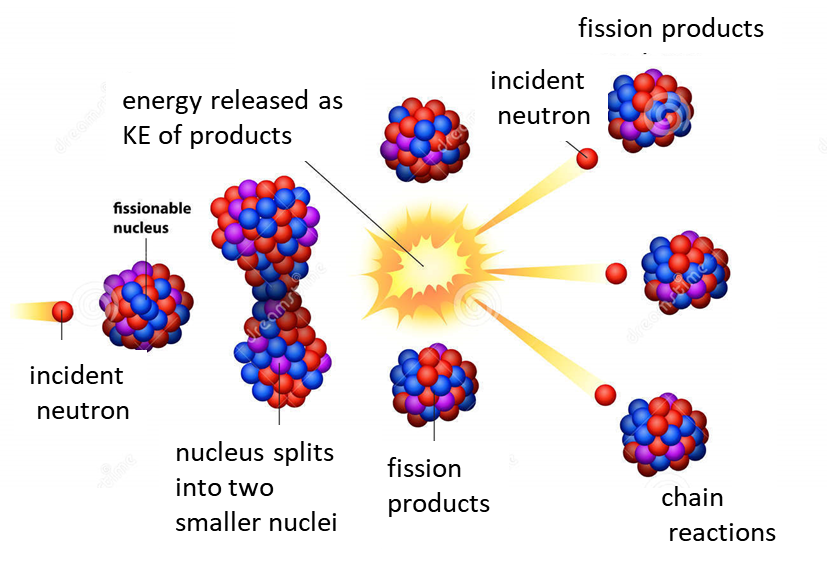 fission products
incident
neutron
energy released as
KE of products
fissionable
nucleus
incident
neutron
nucleus splits
into two
smaller nuclei
fission
products
chain
reactions